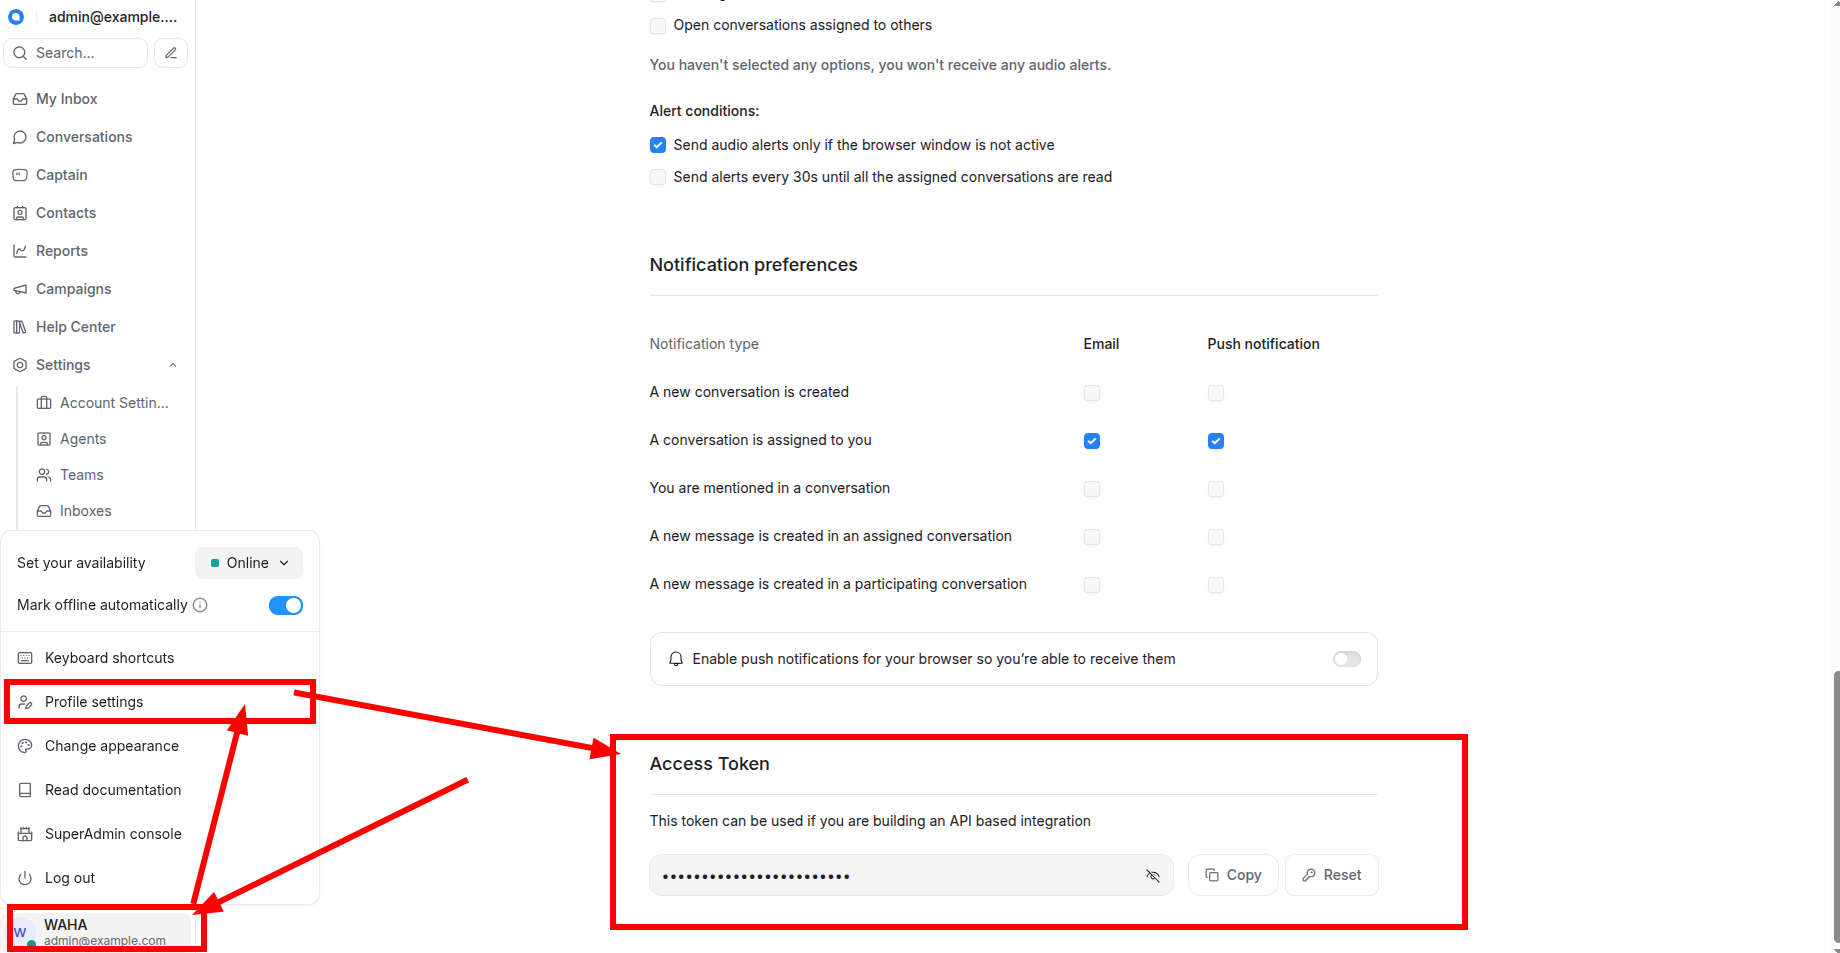 admin@example....
Search...
My Inbox
Conversations
Captain
Contacts
Reports
Campaigns
Help Center
Settings
Account Settin...
Agents
Teams
Inboxes
Set your availability
Online
Mark offline automatically
Keyboard shortcuts
Profile settings
Change appearance
Read documentation
SuperAdmin console
Log out
W
WAHA
admin@example.com
Open conversations assigned to others
You haven't selected any options, you won't receive any audio alerts.
Alert conditions:
Send audio alerts only if the browser window is not active
Send alerts every 30s until all the assigned conversations are read
Notification preferences
Notification type Email Push notification
A new conversation is created
A conversation is assigned to you
You are mentioned in a conversation
A new message is created in an assigned conversation
A new message is created in a participating conversation
Enable push notifications for your browser so you're able to receive them
Access Token
This token can be used if you are building an API based integration
••••••••••••••••••••••••
Copy
Reset